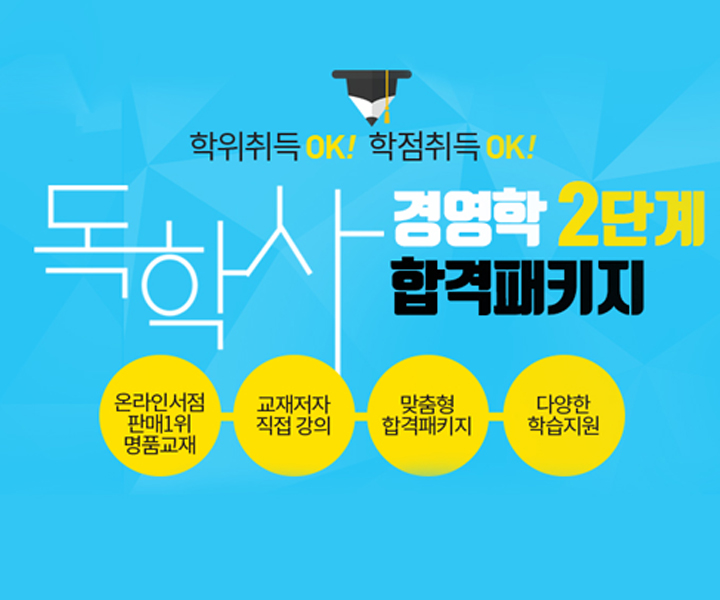 학위취득 OK! 학점취득 OK!
독학사
경영학 2단계
합격패키지
온라인서점
판매1위
명품교재
교재저자
직접 강의
맞춤형
합격패키지
다양한
학습지원